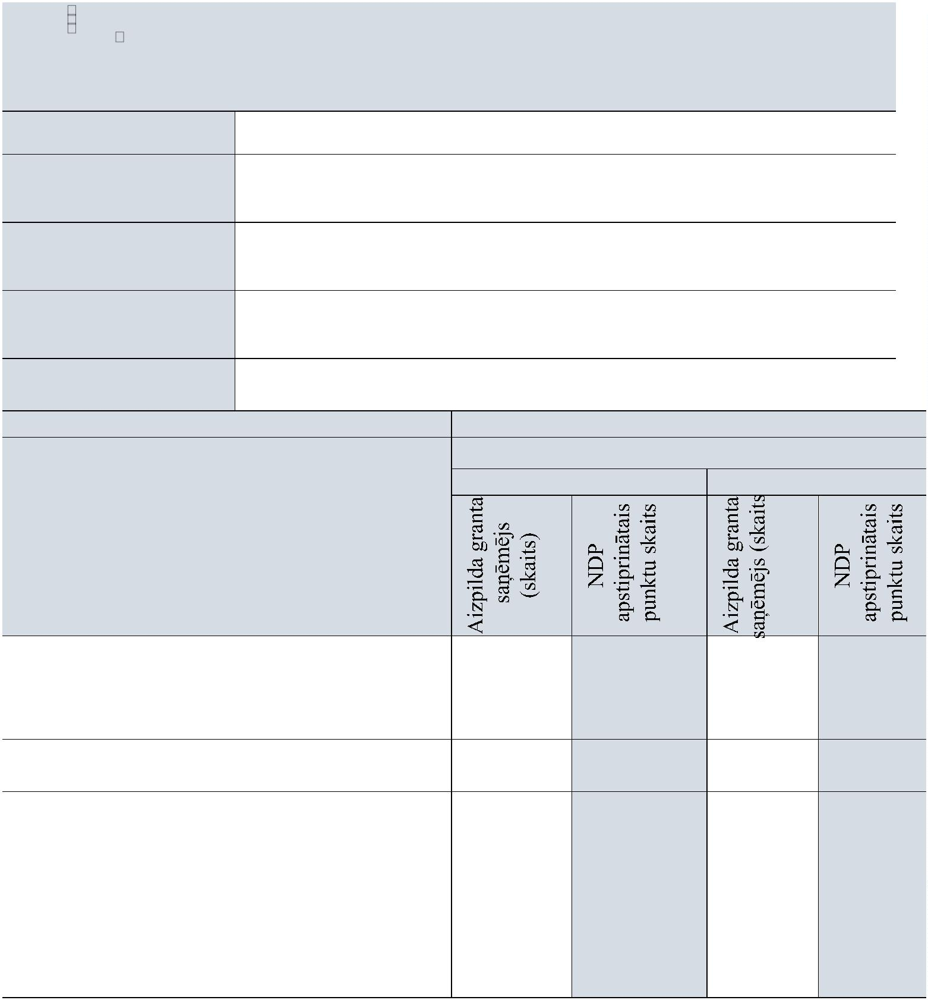 Aizpilda granta
saņēmējs
(skaits)
NDP
apstiprinātais
punktu skaits
Aizpilda granta
saņēmējs (skaits
NDP
apstiprinātais
punktu skaits